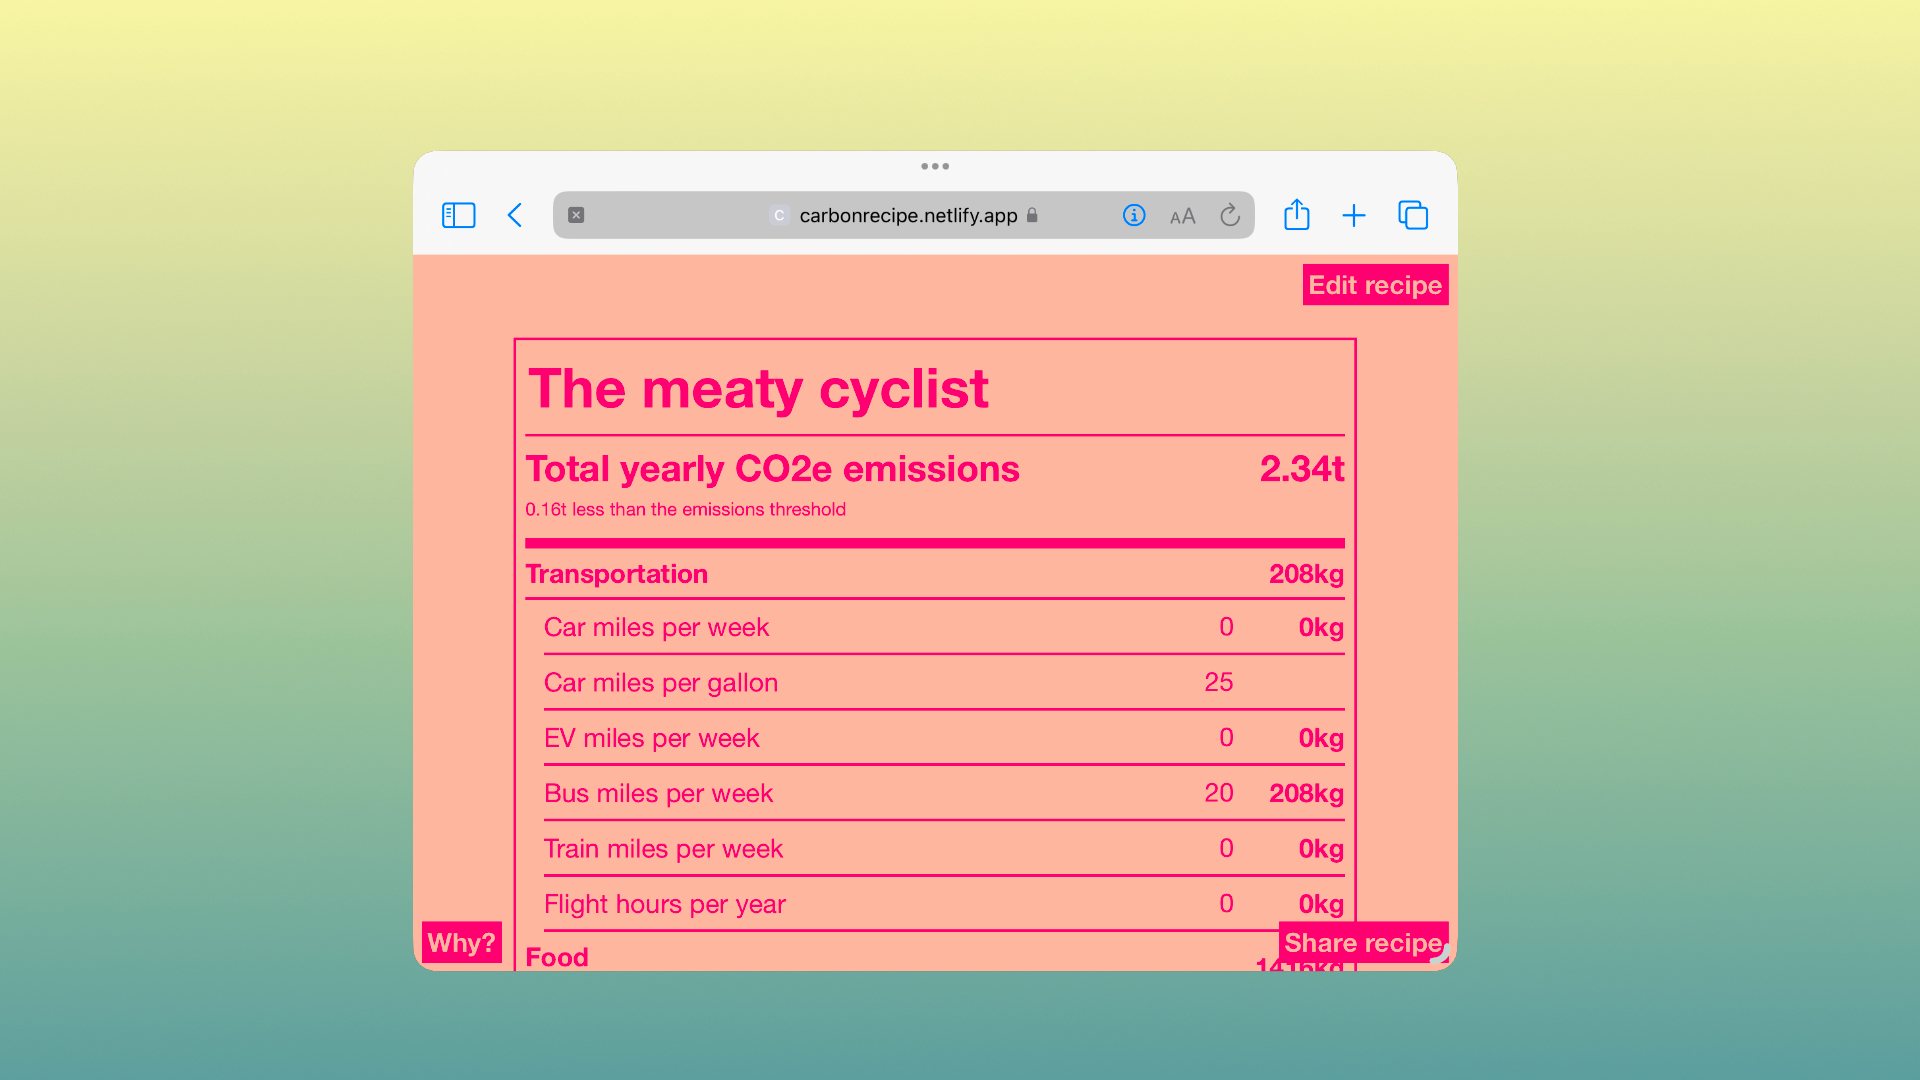 C carbonrecipe.netlify.app
AA
Edit recipe
The meaty cyclist
Total yearly CO2e emissions 2.34t
0.16t less than the emissions threshold
Transportation 208kg
Car miles per week 0 0kg
Car miles per gallon 25
EV miles per week 0 0kg
Bus miles per week 20 208kg
Train miles per week 0 0kg
Flight hours per year 0 0kg
Why?
Share recipe
Food